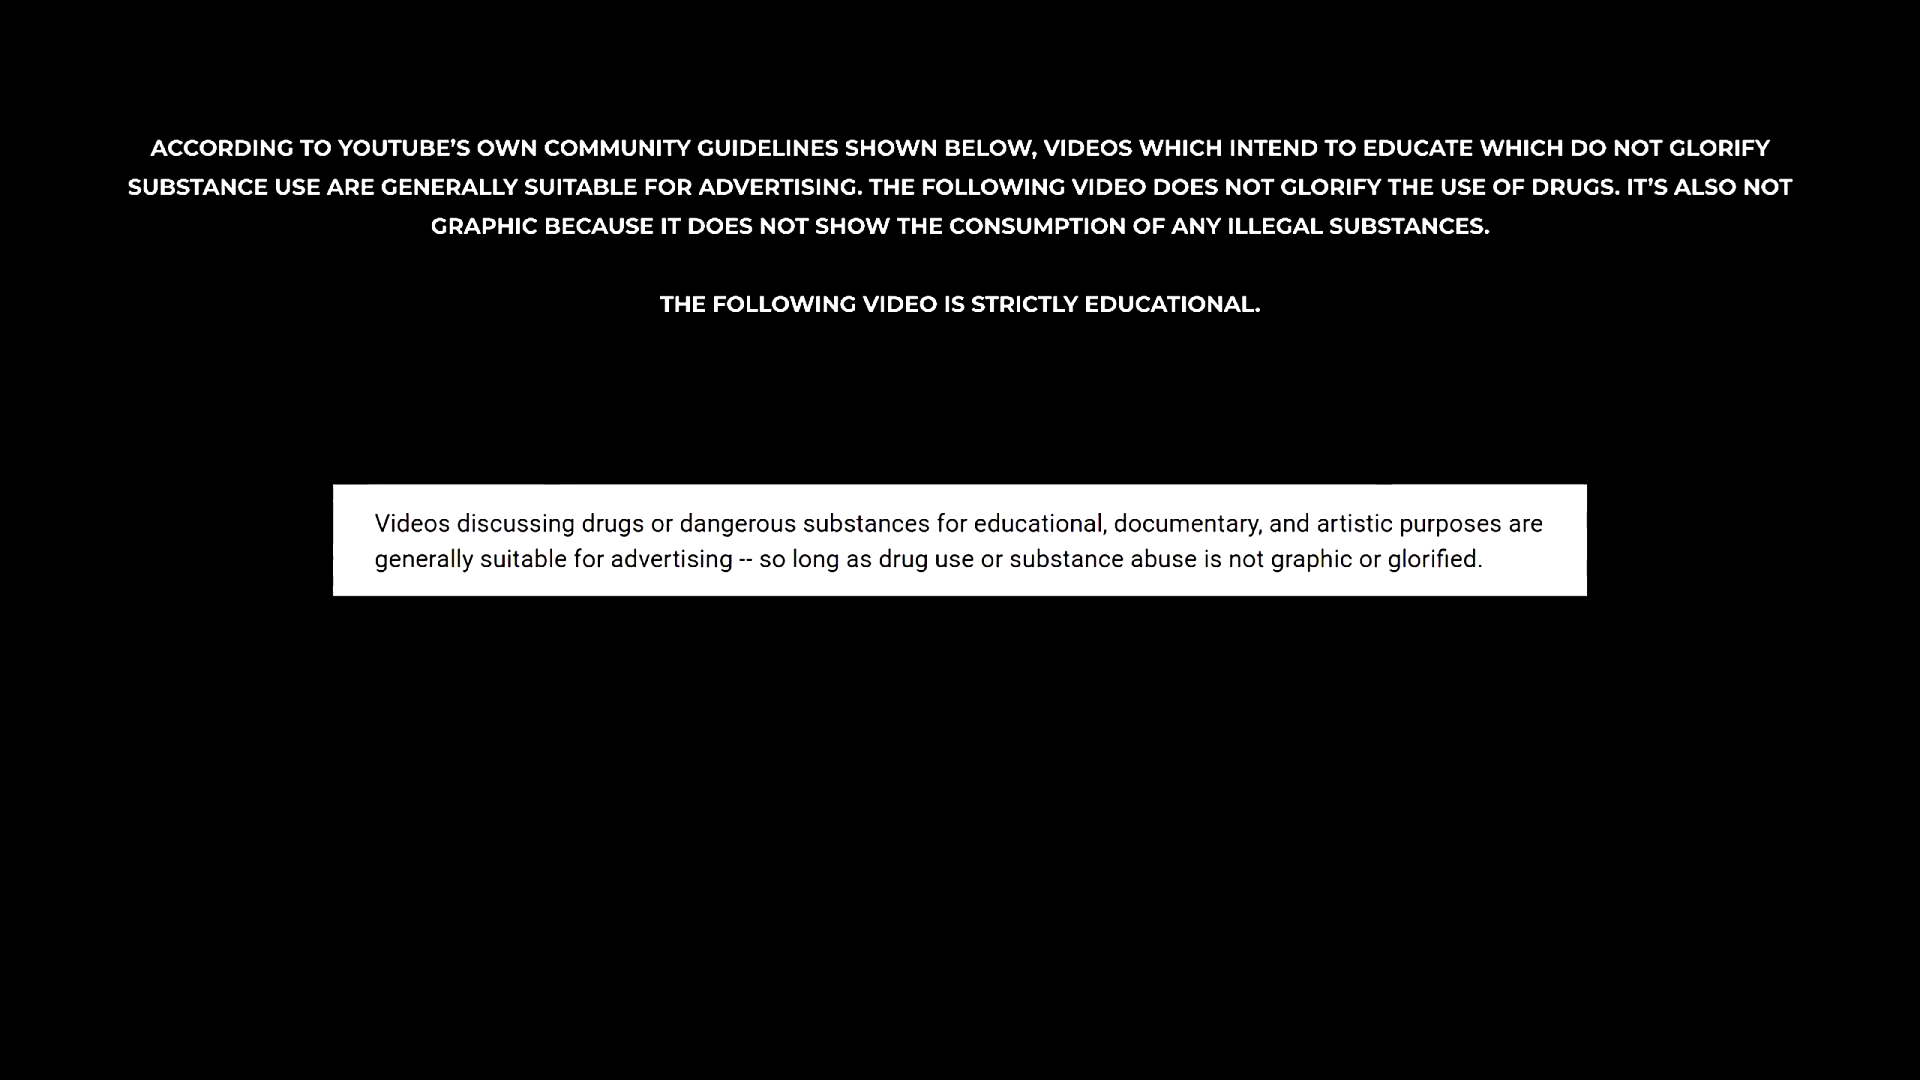 ACCORDING TO YOUTUBE’S OWN COMMUNITY GUIDELINES SHOWN BELOW, VIDEOS WHICH INTEND TO EDUCATE WHICH DO NOT GLORIFY
SUBSTANCE USE ARE GENERALLY SUITABLE FOR ADVERTISING. THE FOLLOWING VIDEO DOES NOT GLORIFY THE USE OF DRUGS. IT’S ALSO NOT
GRAPHIC BECAUSE IT DOES NOT SHOW THE CONSUMPTION OF ANY ILLEGAL SUBSTANCES.
THE FOLLOWING VIDEO IS STRICTLY EDUCATIONAL.
Videos discussing drugs or dangerous substances for educational, documentary, and artistic purposes are
generally suitable for advertising -- so long as drug use or substance abuse is not graphic or glorified.